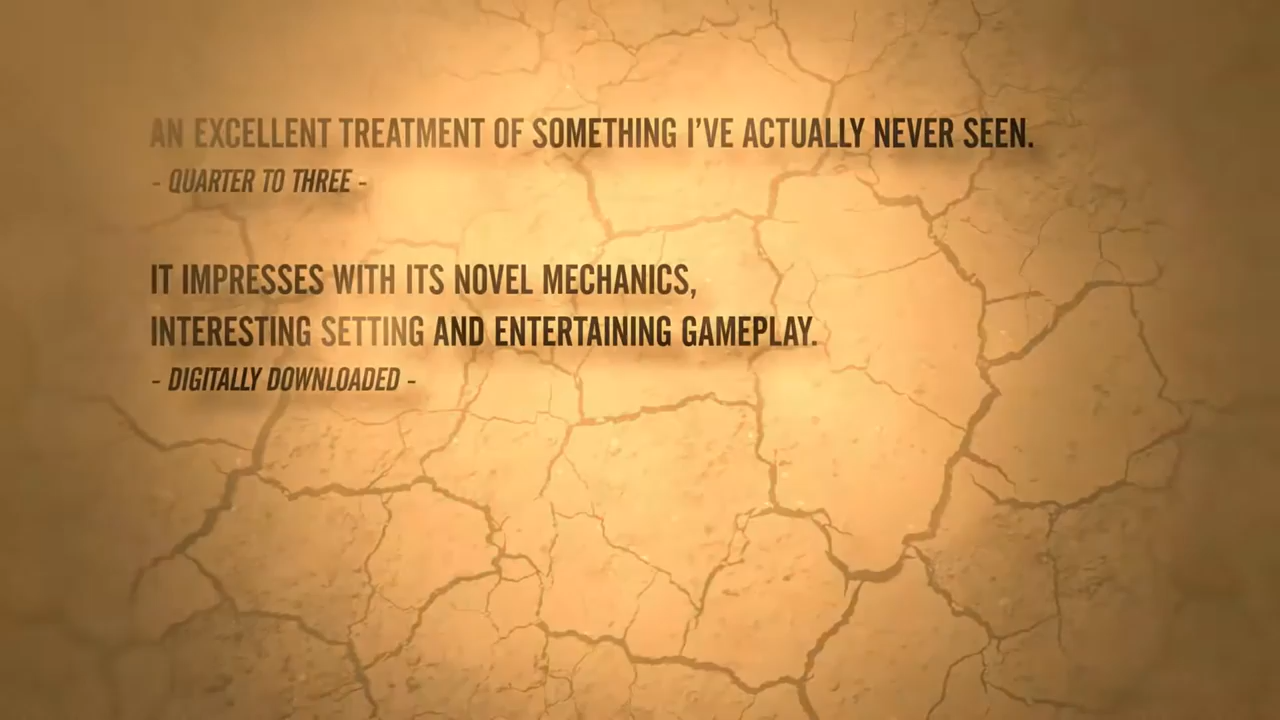 AN EXCELLENT TREATMENT OF SOMETHING I'VE ACTUALLY NEVER SEEN.
- QUARTER TO THREE -
IT IMPRESSES WITH ITS NOVEL MECHANICS,
INTERESTING SETTING AND ENTERTAINING GAMEPLAY.
- DIGITALLY DOWNLOADED -